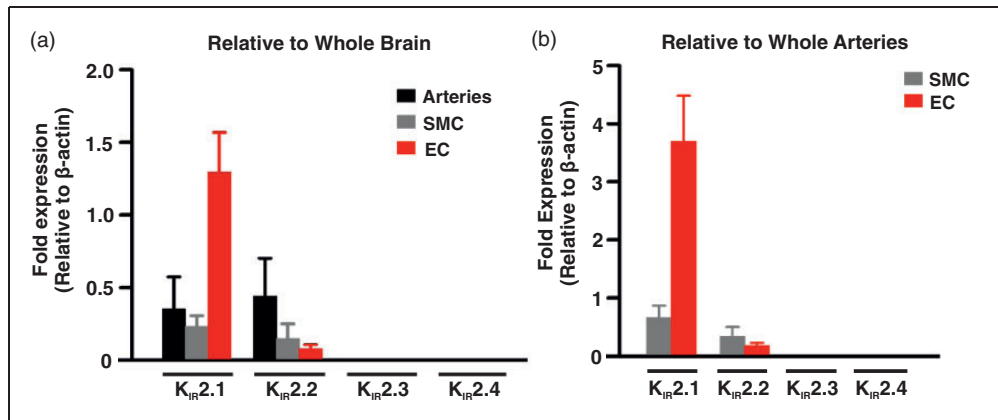 (a)
Relative to Whole Brain
Fold expression
(Relative to β-actin)
2.0
1.5
1.0
0.5
0
Arteries
SMC
EC
KIR2.1 KIR2.2 KIR2.3 KIR2.4
(b)
Relative to Whole Arteries
Fold Expression
(Relative to β-actin)
5
4
3
2
1
0
SMC
EC
KIR2.1 KIR2.2 KIR2.3 KIR2.4